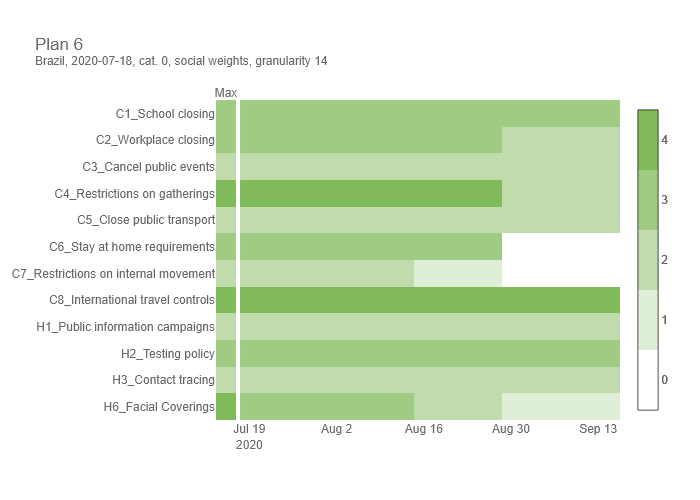 Plan 6
Brazil, 2020-07-18, cat. 0, social weights, granularity 14
Max
C1_School closing
C2_Workplace closing
C3_Cancel public events
C4_Restrictions on gatherings
C5_Close public transport
C6_Stay at home requirements
C7_Restrictions on internal movement
C8_International travel controls
H1_Public information campaigns
H2_Testing policy
H3_Contact tracing
H6_Facial Coverings
4
3
2
1
0
Jul 19 Aug 2 Aug 16 Aug 30 Sep 13
2020